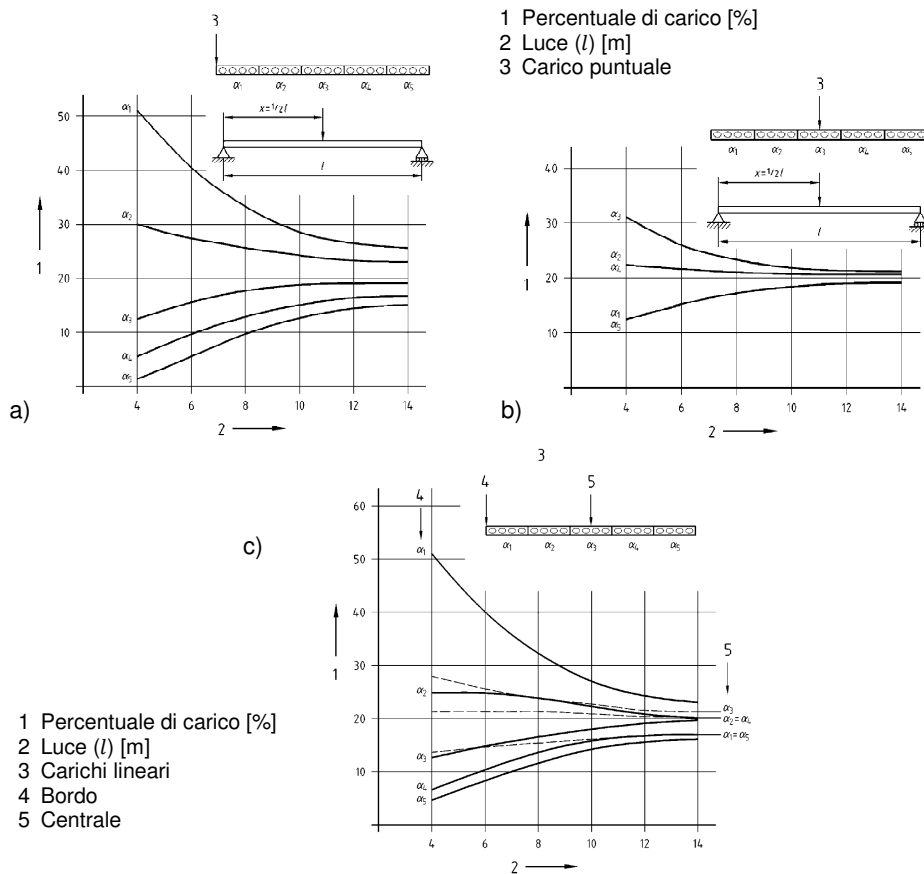 3
α1 α2 α3 α4 α5
x=1/2l
l
α1
α2
α3
α4
α5
50
40
30
20
10
1
4 6 8 10 12 14
2
a)
1 Percentuale di carico [%]
2 Luce (l) [m]
3 Carico puntuale
3
α1 α2 α3 α4 α5
x=1/2l
l
40
30
20
10
1
α3
α2
α4
α1
α5
4 6 8 10 12 14
2
b)
3
4 5
α1 α2 α3 α4 α5
c)
60
50
40
30
20
10
4
α1
α2
α3
α4
α5
1
5
α3
α2=α4
α1=α5
4 6 8 10 12 14
2
1 Percentuale di carico [%]
2 Luce (l) [m]
3 Carichi lineari
4 Bordo
5 Centrale